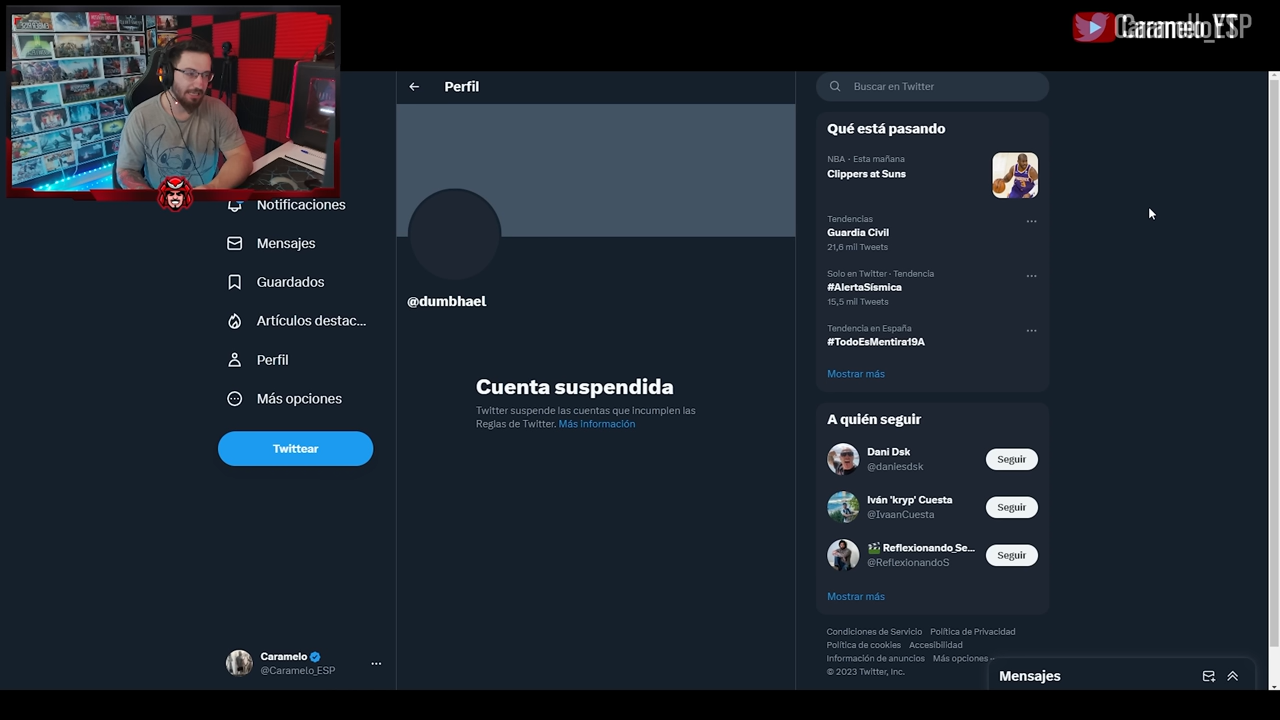 Notificaciones
Mensajes
Guardados
Artículos destac...
Perfil
Más opciones
Twittear
Caramelo
@Caramelo_ESP
Perfil
@dumbhael
Cuenta suspendida
Twitter suspende las cuentas que incumplen las
Reglas de Twitter. Más información
Buscar en Twitter
Qué está pasando
NBA · Esta mañana
Clippers at Suns
Tendencias
Guardia Civil
21,6 mil Tweets
Solo en Twitter · Tendencia
#AlertaSísmica
15,5 mil Tweets
Tendencia en España
#TodoEsMentira19A
Mostrar más
A quién seguir
Dani Dsk
@daniesdsk
Seguir
Iván 'kryp' Cuesta
@IvaanCuesta
Seguir
Reflexionando_Se...
@ReflexionandoS
Seguir
Mostrar más
Condiciones de Servicio Política de Privacidad
Política de cookies Accesibilidad
Información de anuncios Más opciones ...
© 2023 Twitter, Inc.
Mensajes